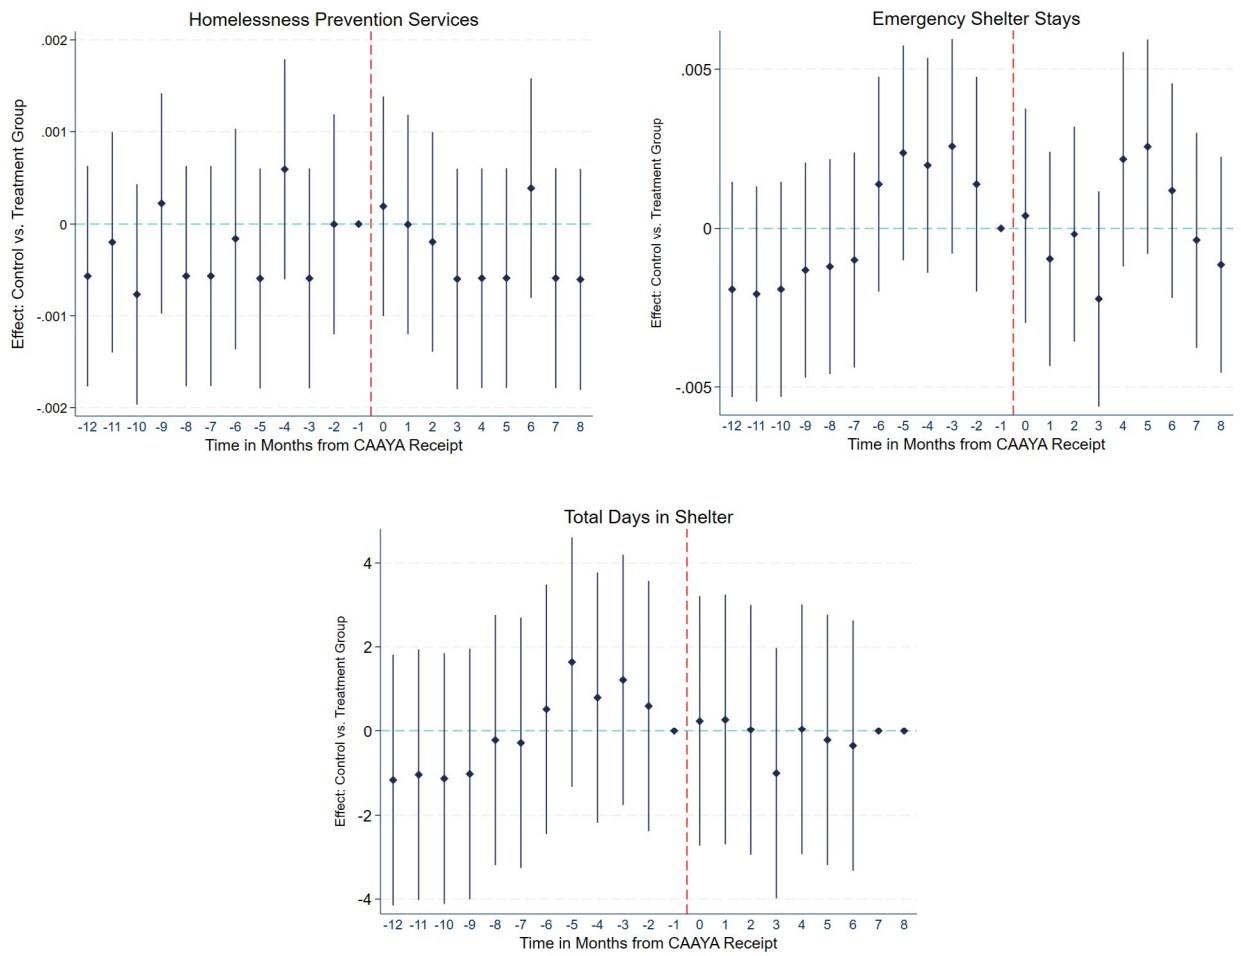 Homelessness Prevention Services
Effect: Control vs. Treatment Group
.002
.001
0
-.001
-.002
-12 -11 -10 -9 -8 -7 -6 -5 -4 -3 -2 -1 0 1 2 3 4 5 6 7 8
Time in Months from CAAYA Receipt
Emergency Shelter Stays
Effect: Control vs. Treatment Group
.005
0
-.005
-12 -11 -10 -9 -8 -7 -6 -5 -4 -3 -2 -1 0 1 2 3 4 5 6 7 8
Time in Months from CAAYA Receipt
Total Days in Shelter
Effect: Control vs. Treatment Group
4
2
0
-2
-4
-12 -11 -10 -9 -8 -7 -6 -5 -4 -3 -2 -1 0 1 2 3 4 5 6 7 8
Time in Months from CAAYA Receipt